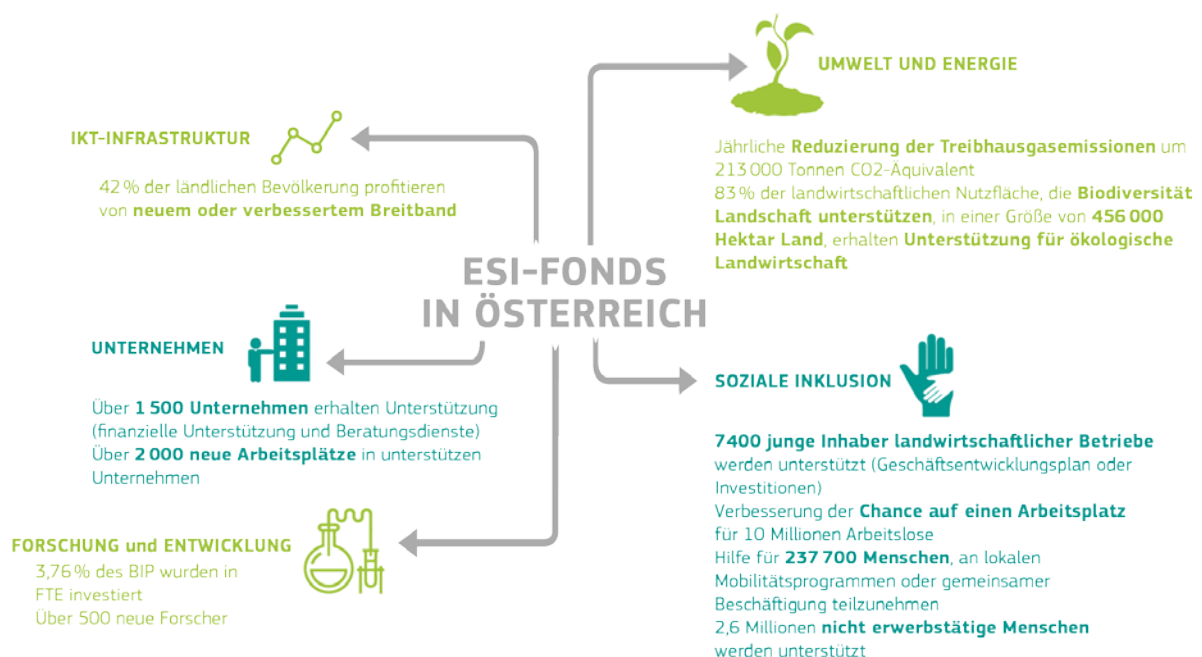 ESI-FONDS
IN ÖSTERREICH
IKT-INFRASTRUKTUR
42 % der ländlichen Bevölkerung profitieren
von neuem oder verbessertem Breitband
UNTERNEHMEN
Über 1 500 Unternehmen erhalten Unterstützung
(finanzielle Unterstützung und Beratungsdienste)
Über 2 000 neue Arbeitsplätze in unterstützen
Unternehmen
FORSCHUNG und ENTWICKLUNG
3,76 % des BIP wurden in
FTE investiert
Über 500 neue Forscher
UMWELT UND ENERGIE
Jährliche Reduzierung der Treibhausgasemissionen um
213 000 Tonnen CO2-Äquivalent
83 % der landwirtschaftlichen Nutzfläche, die Biodiversität
Landschaft unterstützen, in einer Größe von 456 000
Hektar Land, erhalten Unterstützung für ökologische
Landwirtschaft
SOZIALE INKLUSION
7400 junge Inhaber landwirtschaftlicher Betriebe
werden unterstützt (Geschäftsentwicklungsplan oder
Investitionen)
Verbesserung der Chance auf einen Arbeitsplatz
für 10 Millionen Arbeitslose
Hilfe für 237 700 Menschen, an lokalen
Mobilitätsprogrammen oder gemeinsamer
Beschäftigung teilzunehmen
2,6 Millionen nicht erwerbstätige Menschen
werden unterstützt